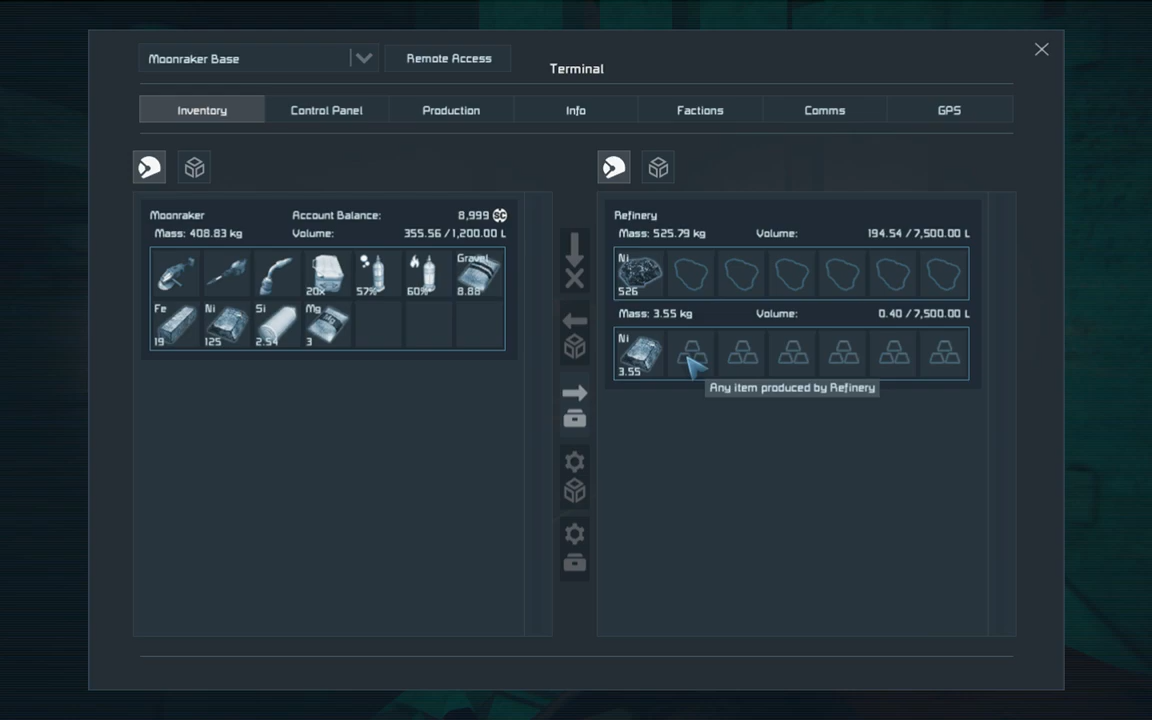 Moonraker Base
Remote Access
Terminal
Inventory
Control Panel
Production
Info
Factions
Comms
GPS
Moonraker
Account Balance:
8,999 SC
Mass: 408.83 kg
Volume:
355.56 / 1,200.00 L
20x
57%
60%
Gravel
8.88
Fe
19
Ni
125
Si
2.54
Mg
3
Refinery
Mass: 525.79 kg
Volume:
194.54 / 7,500.00 L
Ni
526
Mass: 3.55 kg
Volume:
0.40 / 7,500.00 L
Ni
3.55
Any item produced by Refinery